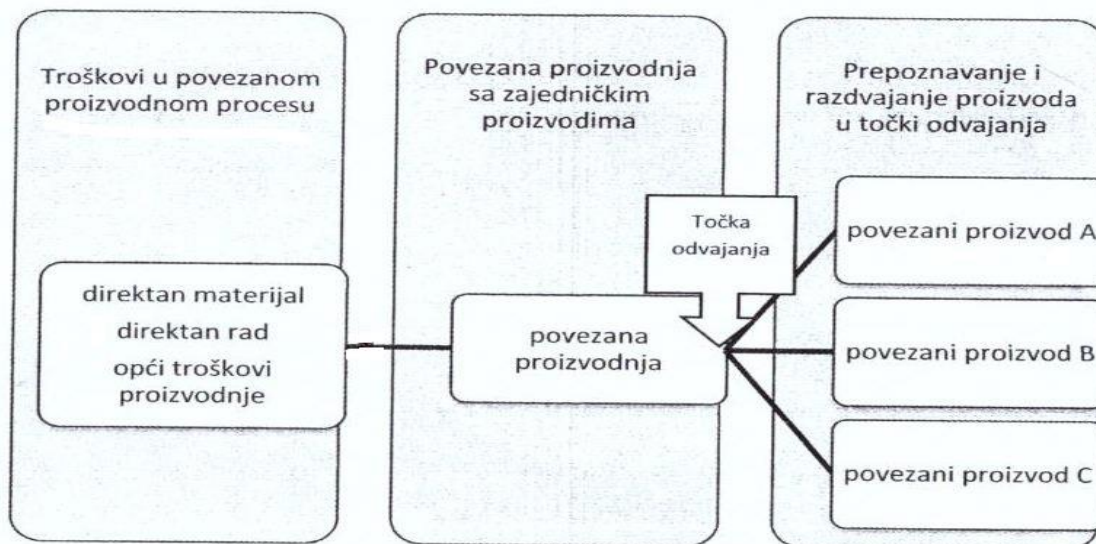 Troškovi u povezanom
proizvodnom procesu
direktan materijal
direktan rad
opći troškovi
proizvodnje
Povezana proizvodnja
sa zajedničkim
proizvodima
Točka
odvajanja
povezana
proizvodnja
Prepoznavanje i
razdvajanje proizvoda
u točki odvajanja
povezani proizvod A
povezani proizvod B
povezani proizvod C